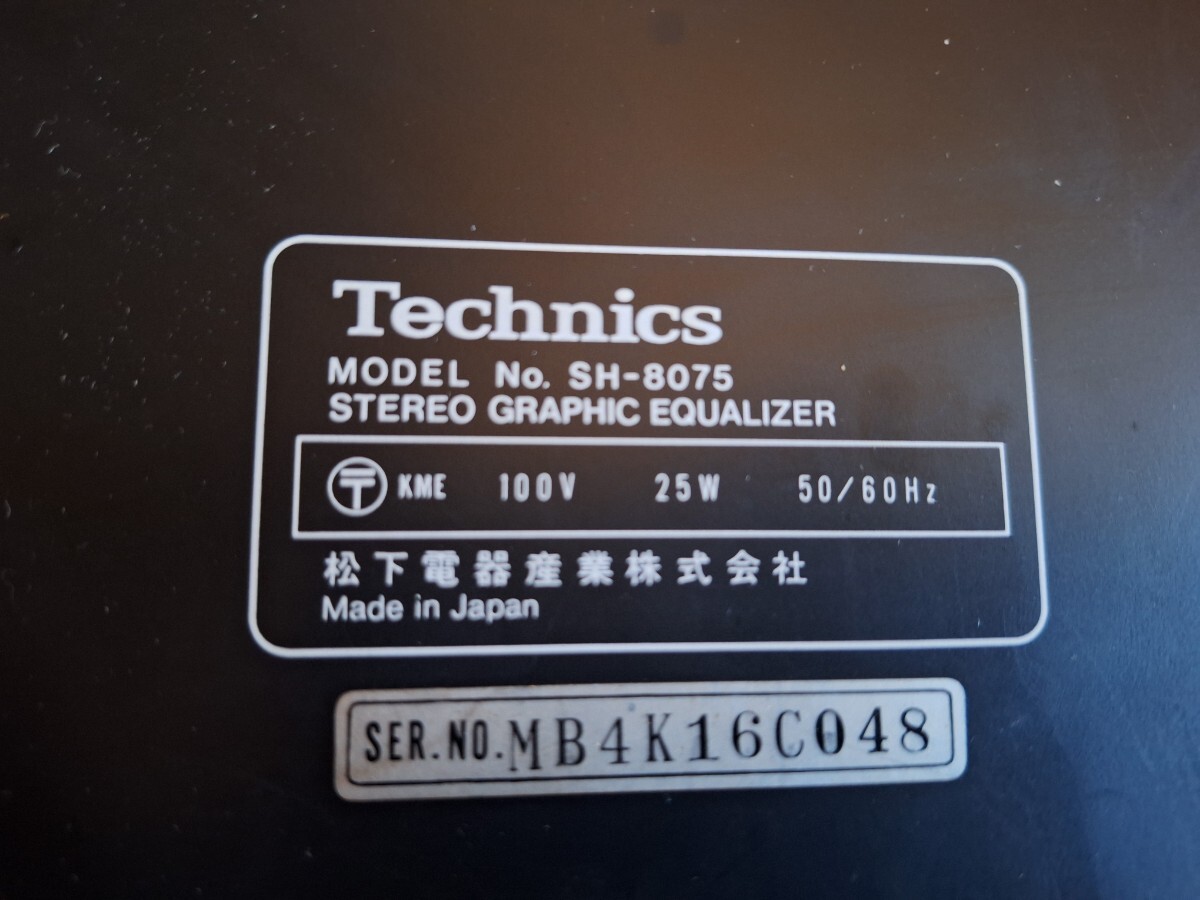 Technics
MODEL No. SH-8075
STEREO GRAPHIC EQUALIZER
〒 KME 100V 25W 50/60Hz
松下電器産業株式会社
Made in Japan
SER.NO. MB4K16C048